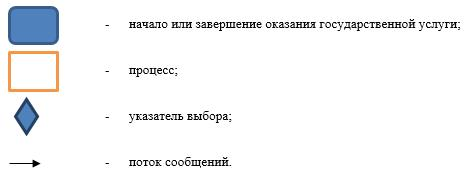 - начало или завершение оказания государственной услуги;
- процесс;
- указатель выбора;
- поток сообщений.